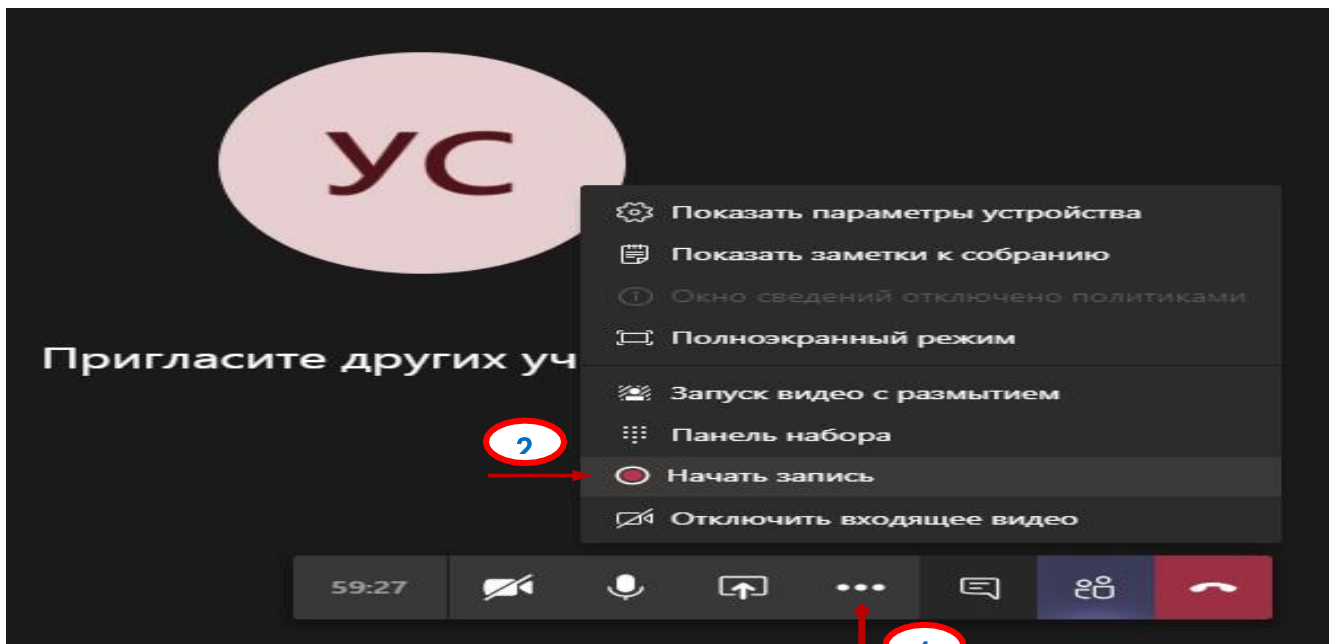 УС
Показать параметры устройства
Показать заметки к собранию
Окно сведений отключено политиками
Полноэкранный режим
Пригласите других уч
Запуск видео с размытием
Панель набора
2
Начать запись
Отключить входящее видео
59:27